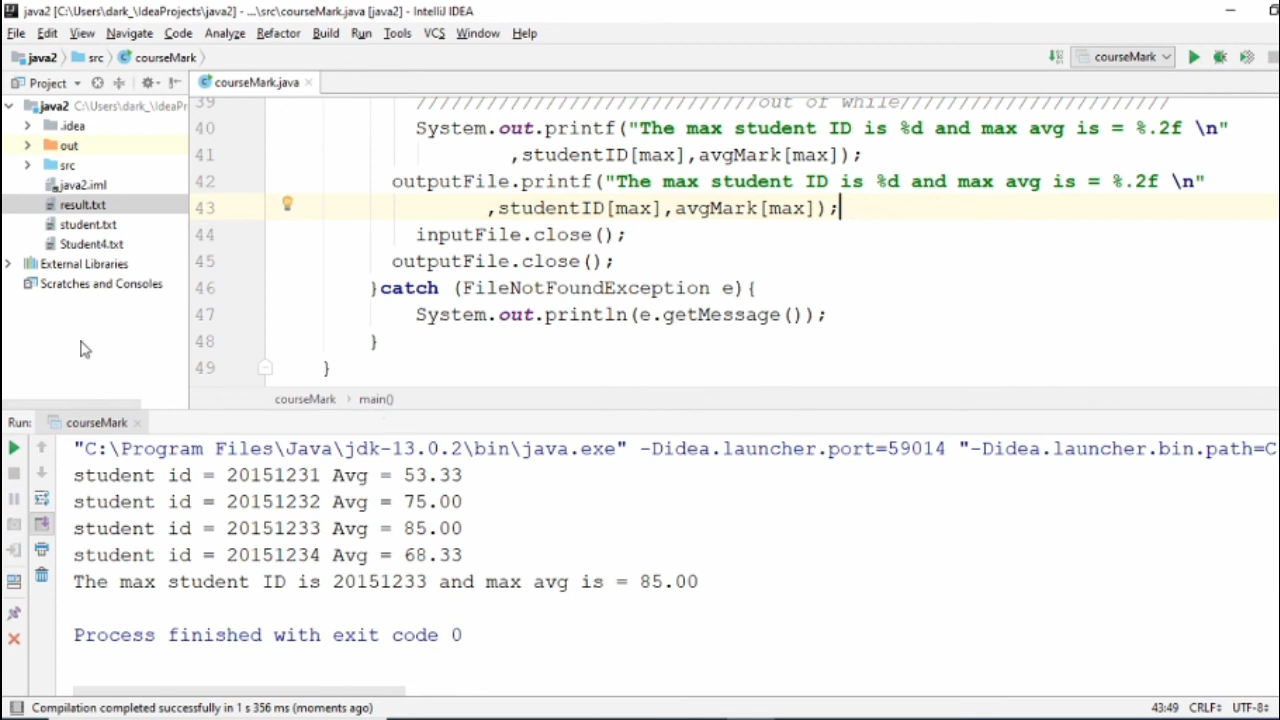 java2 [C:\Users\dark_\IdeaProjects\java2] - ...\src\courseMark.java [java2] - IntelliJ IDEA
File Edit View Navigate Code Analyze Refactor Build Run Tools VCS Window Help
java2 src courseMark courseMark
Project courseMark.java
java2 C:\Users\dark_\IdeaPr
.idea
out
src
java2.iml
result.txt
student.txt
Student4.txt
External Libraries
Scratches and Consoles
39 /////////////////////////////out of while///////////////////////
40 System.out.printf("The max student ID is %d and max avg is = %.2f \n"
41 ,studentID[max],avgMark[max]);
42 outputFile.printf("The max student ID is %d and max avg is = %.2f \n"
43 ,studentID[max],avgMark[max]);
44 inputFile.close();
45 outputFile.close();
46 }catch (FileNotFoundException e){
47 System.out.println(e.getMessage());
48 }
49 }
courseMark main()
Run: courseMark
"C:\Program Files\Java\jdk-13.0.2\bin\java.exe" -Didea.launcher.port=59014 "-Didea.launcher.bin.path=C
student id = 20151231 Avg = 53.33
student id = 20151232 Avg = 75.00
student id = 20151233 Avg = 85.00
student id = 20151234 Avg = 68.33
The max student ID is 20151233 and max avg is = 85.00
Process finished with exit code 0
Compilation completed successfully in 1 s 356 ms (moments ago) 43:49 CRLF UTF-8